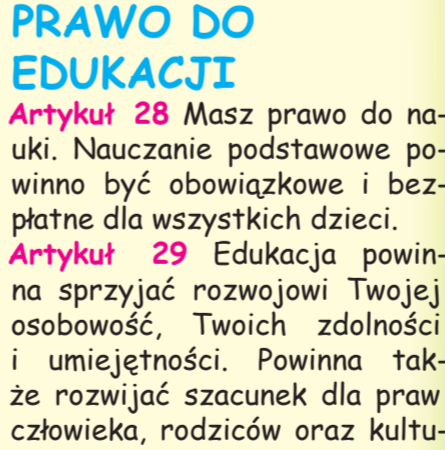 PRAWO DO
EDUKACJI
Artykuł 28 Masz prawo do na-
uki. Nauczanie podstawowe po-
winno być obowiązkowe i bez-
płatne dla wszystkich dzieci.
Artykuł 29 Edukacja powin-
na sprzyjać rozwojowi Twojej
osobowość, Twoich zdolności
i umiejętności. Powinna tak-
że rozwijać szacunek dla praw
człowieka, rodziców oraz kultu-